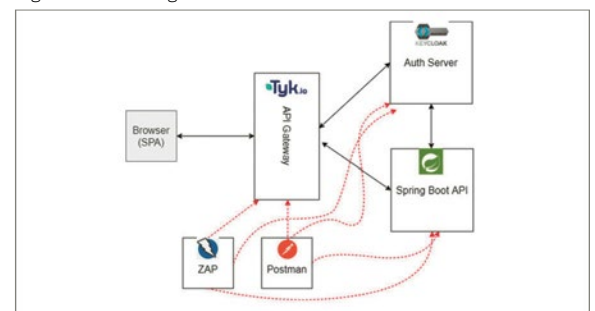 KEYCLOAK
Auth Server
Tyk.io
API Gateway
Browser
(SPA)
Spring Boot API
ZAP
Postman